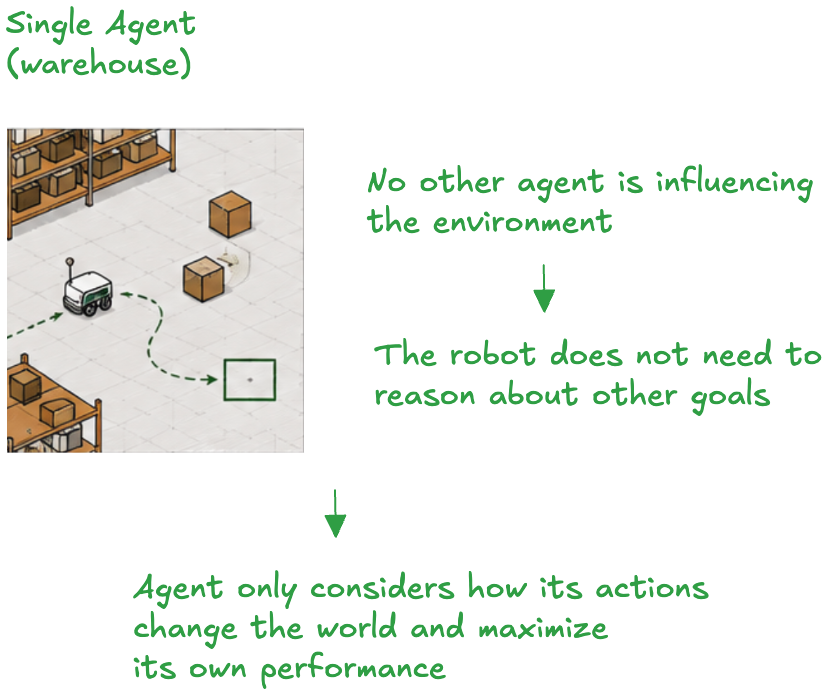 Single Agent
(warehouse)
No other agent is influencing
the environment
The robot does not need to
reason about other goals
Agent only considers how its actions
change the world and maximize
its own performance